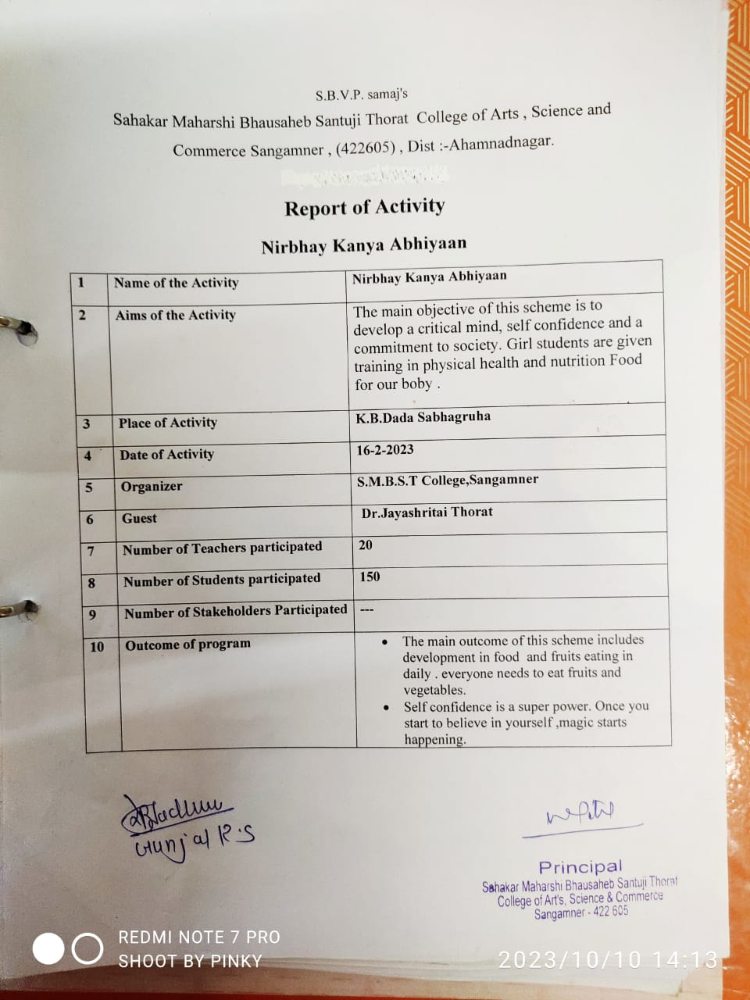 S.B.V.P. samaj's
Sahakar Maharshi Bhausaheb Santuji Thorat College of Arts , Science and
Commerce Sangamner , (422605) , Dist :-Ahamnadnagar.
Report of Activity
Nirbhay Kanya Abhiyaan
1 Name of the Activity Nirbhay Kanya Abhiyaan
2 Aims of the Activity The main objective of this scheme is to
develop a critical mind, self confidence and a
commitment to society. Girl students are given
training in physical health and nutrition Food
for our boby .
3 Place of Activity K.B.Dada Sabhagruha
4 Date of Activity 16-2-2023
5 Organizer S.M.B.S.T College,Sangamner
6 Guest Dr.Jayashritai Thorat
7 Number of Teachers participated 20
8 Number of Students participated 150
9 Number of Stakeholders Participated ---
10 Outcome of program • The main outcome of this scheme includes
development in food and fruits eating in
daily . everyone needs to eat fruits and
vegetables.
• Self confidence is a super power. Once you
start to believe in yourself ,magic starts
happening.
Gunjal R.S
Principal
Sahakar Maharshi Bhausaheb Santuji Thorat
College of Art's, Science & Commerce
Sangamner - 422 605
REDMI NOTE 7 PRO
SHOOT BY PINKY
2023/10/10 14:13